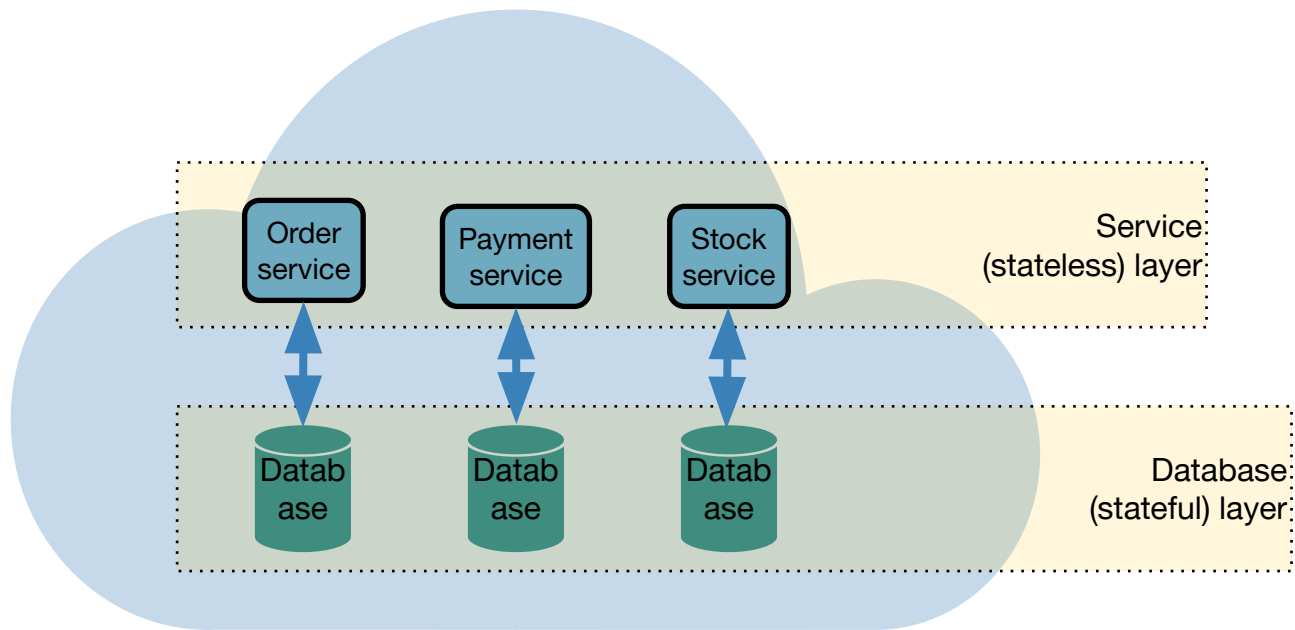 Order
service
Payment
service
Stock
service
Service
(stateless) layer
Datab
ase
Datab
ase
Datab
ase
Database
(stateful) layer